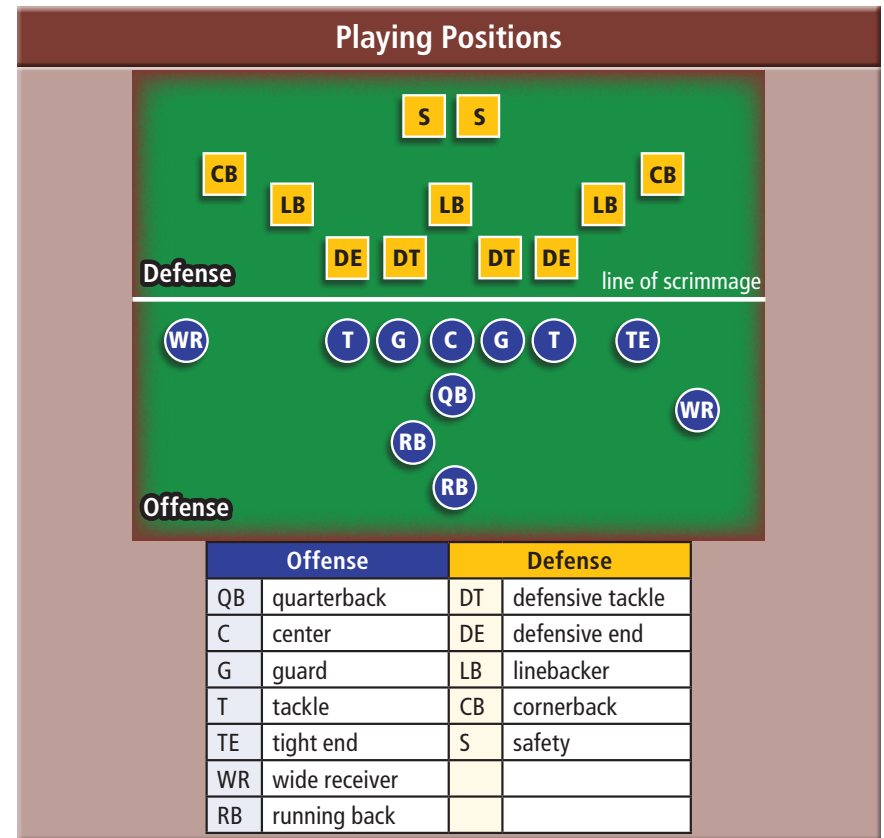 Playing Positions
S S
CB CB
LB LB LB
DE DT DT DE
Defense
line of scrimmage
WR T G C G T TE
QB
WR
RB
RB
Offense
Offense Defense
QB quarterback DT defensive tackle
C center DE defensive end
G guard LB linebacker
T tackle CB cornerback
TE tight end S safety
WR wide receiver
RB running back